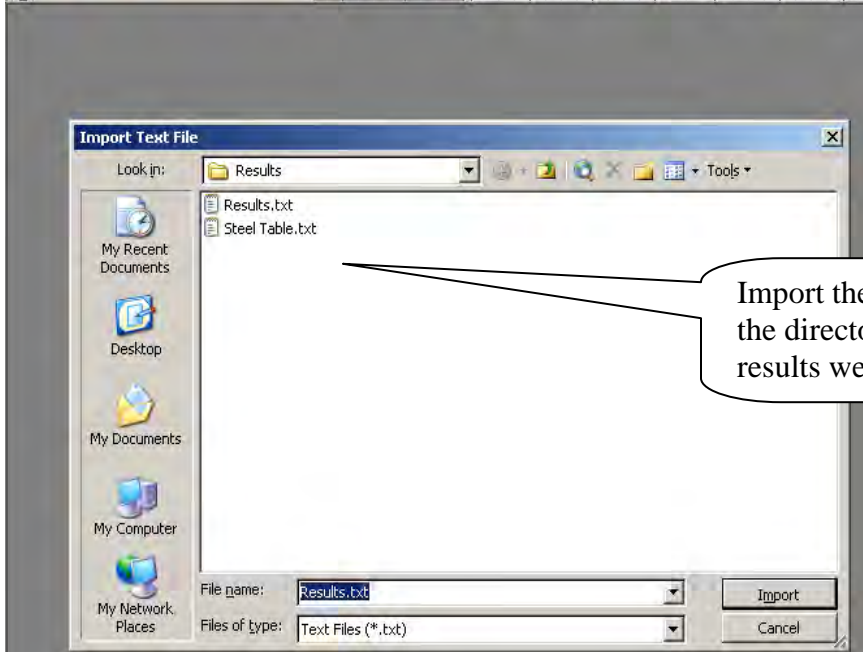 Import Text File
Look in:
Results
Tools
Results.txt
Steel Table.txt
My Recent
Documents
Desktop
My Documents
My Computer
My Network
Places
Import the
the directo
results we
File name:
Results.txt
Import
Files of type:
Text Files (*.txt)
Cancel